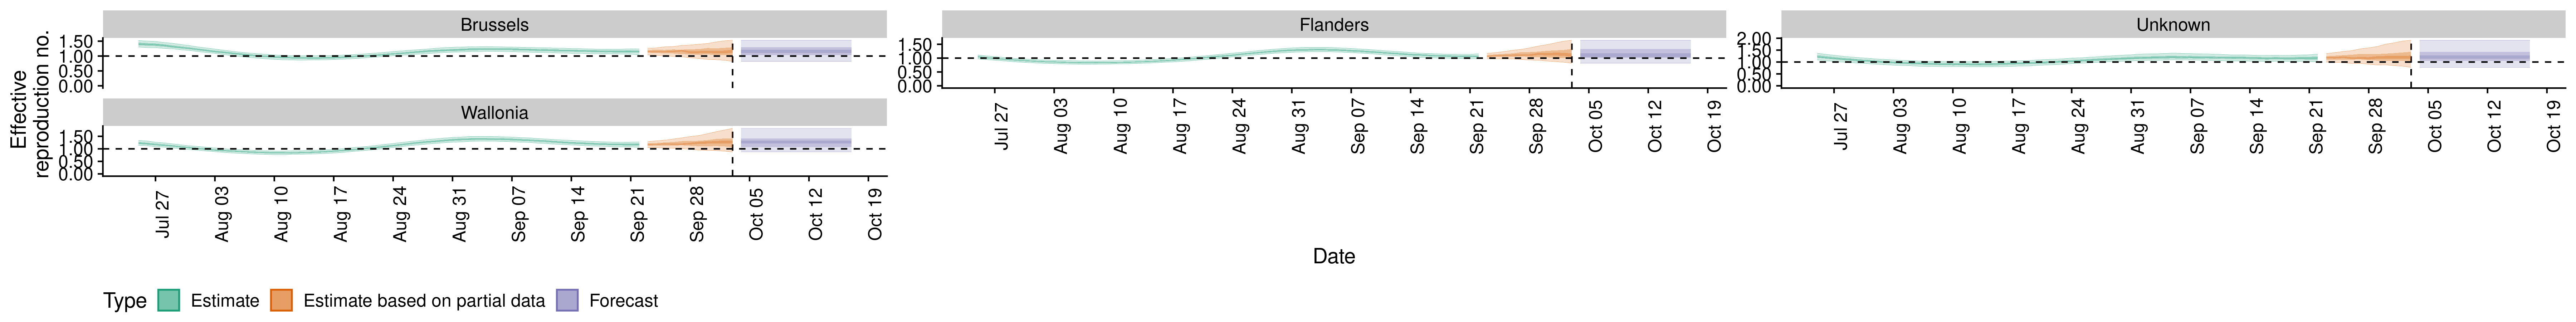 Brussels
Flanders
Unknown
Effective
reproduction no.
1.50
1.00
0.50
0.00
1.50
1.00
0.50
0.00
2.00
1.50
1.00
0.50
0.00
Jul 27 Aug 03 Aug 10 Aug 17 Aug 24 Aug 31 Sep 07 Sep 14 Sep 21 Sep 28 Oct 05 Oct 12 Oct 19
Jul 27 Aug 03 Aug 10 Aug 17 Aug 24 Aug 31 Sep 07 Sep 14 Sep 21 Sep 28 Oct 05 Oct 12 Oct 19
Wallonia
1.50
1.00
0.50
0.00
Jul 27 Aug 03 Aug 10 Aug 17 Aug 24 Aug 31 Sep 07 Sep 14 Sep 21 Sep 28 Oct 05 Oct 12 Oct 19
Date
Type Estimate Estimate based on partial data Forecast